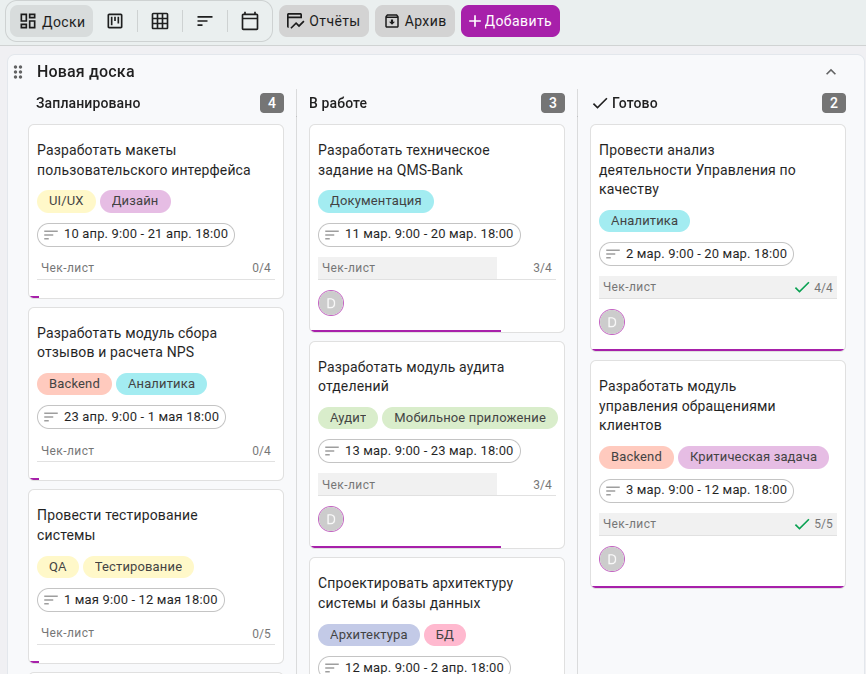 Доски
Отчёты
Архив
+ Добавить
Новая доска
Запланировано
4
Разработать макеты
пользовательского интерфейса
UI/UX
Дизайн
10 апр. 9:00 - 21 апр. 18:00
Чек-лист
0/4
Разработать модуль сбора
отзывов и расчета NPS
Backend
Аналитика
23 апр. 9:00 - 1 мая 18:00
Чек-лист
0/4
Провести тестирование
системы
QA
Тестирование
1 мая 9:00 - 12 мая 18:00
Чек-лист
0/5
В работе
3
Разработать техническое
задание на QMS-Bank
Документация
11 мар. 9:00 - 20 мар. 18:00
Чек-лист
3/4
D
Разработать модуль аудита
отделений
Аудит
Мобильное приложение
13 мар. 9:00 - 23 мар. 18:00
Чек-лист
3/4
D
Спроектировать архитектуру
системы и базы данных
Архитектура
БД
12 мар. 9:00 - 2 апр. 18:00
Готово
2
Провести анализ
деятельности Управления по
качеству
Аналитика
2 мар. 9:00 - 20 мар. 18:00
Чек-лист
4/4
D
Разработать модуль
управления обращениями
клиентов
Backend
Критическая задача
3 мар. 9:00 - 12 мар. 18:00
Чек-лист
5/5
D